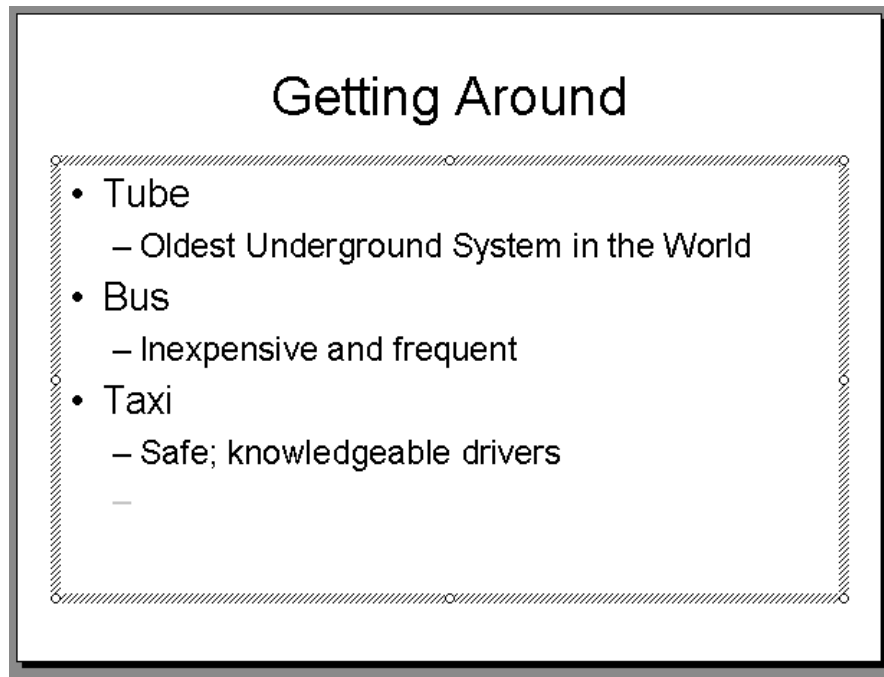 Getting Around
• Tube
– Oldest Underground System in the World
• Bus
– Inexpensive and frequent
• Taxi
– Safe; knowledgeable drivers
–